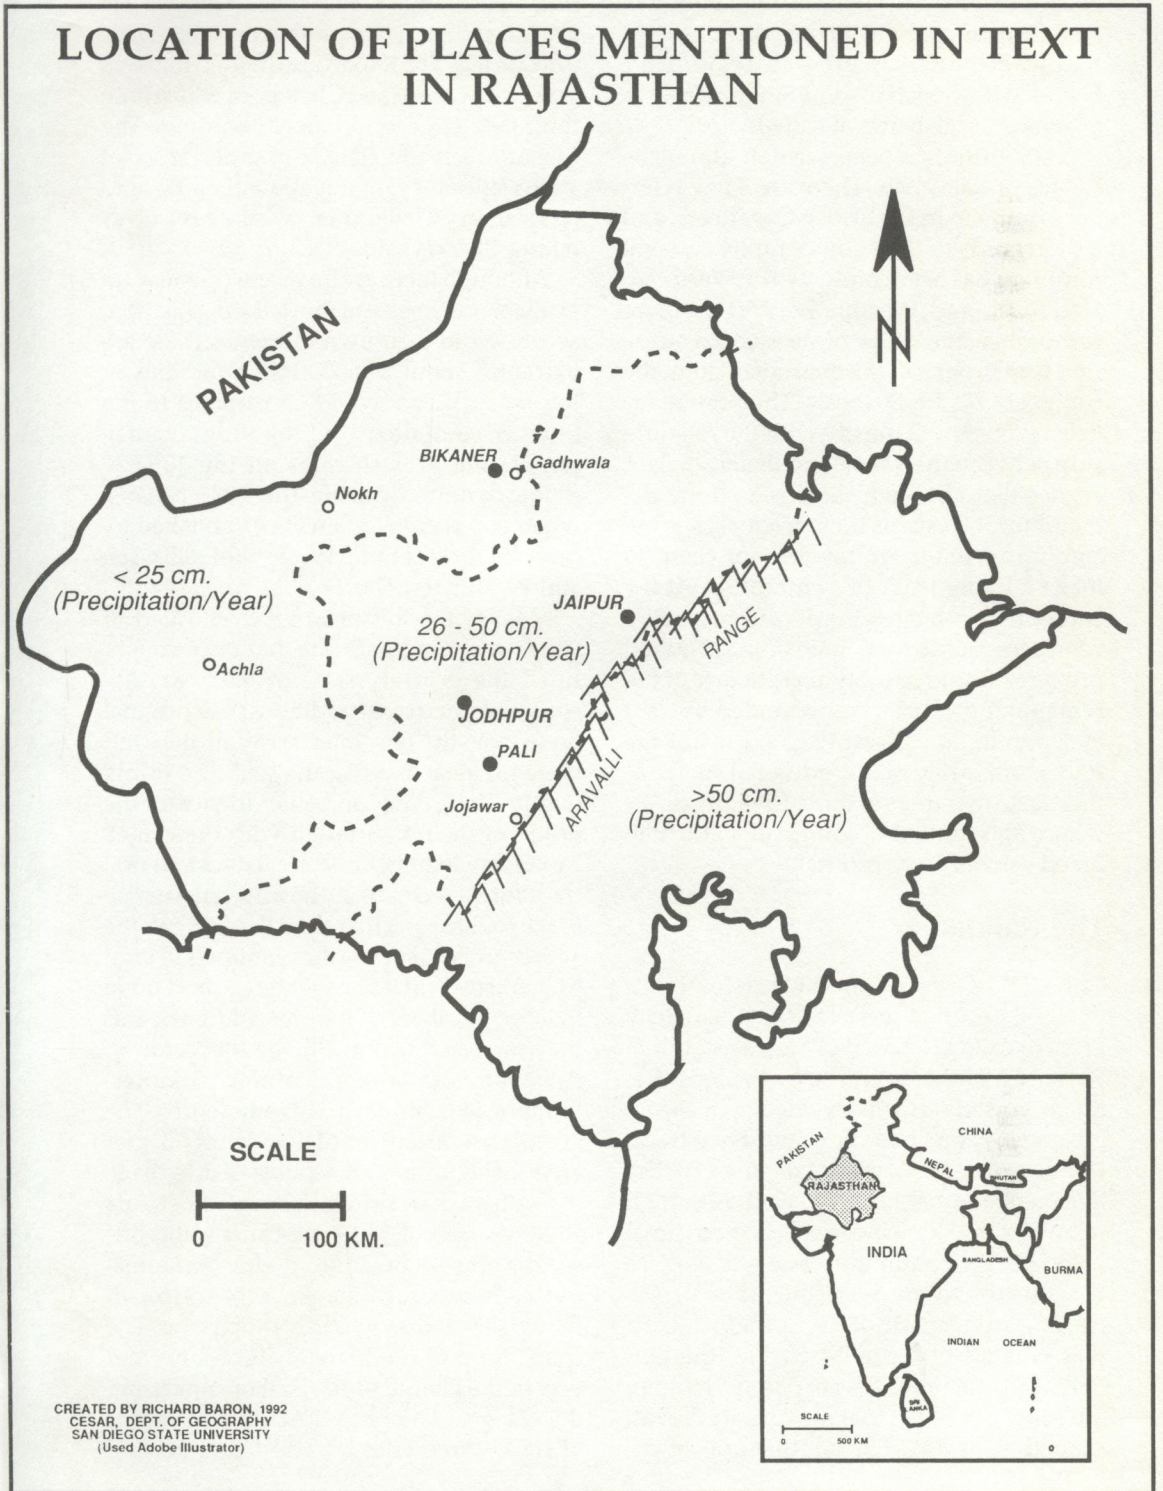 LOCATION OF PLACES MENTIONED IN TEXT
IN RAJASTHAN
N
PAKISTAN
BIKANER
Gadhwala
Nokh
< 25 cm.
(Precipitation/Year)
JAIPUR
26 - 50 cm.
(Precipitation/Year)
RANGE
Achla
JODHPUR
PALI
ARAVALLI
Jojawar
>50 cm.
(Precipitation/Year)
SCALE
0 100 KM.
CHINA
PAKISTAN
NEPAL
BHUTAN
RAJASTHAN
INDIA
BANGLADESH
BURMA
INDIAN OCEAN
SRI
LANKA
SCALE
0 500 KM
CREATED BY RICHARD BARON, 1992
CESAR, DEPT. OF GEOGRAPHY
SAN DIEGO STATE UNIVERSITY
(Used Adobe Illustrator)